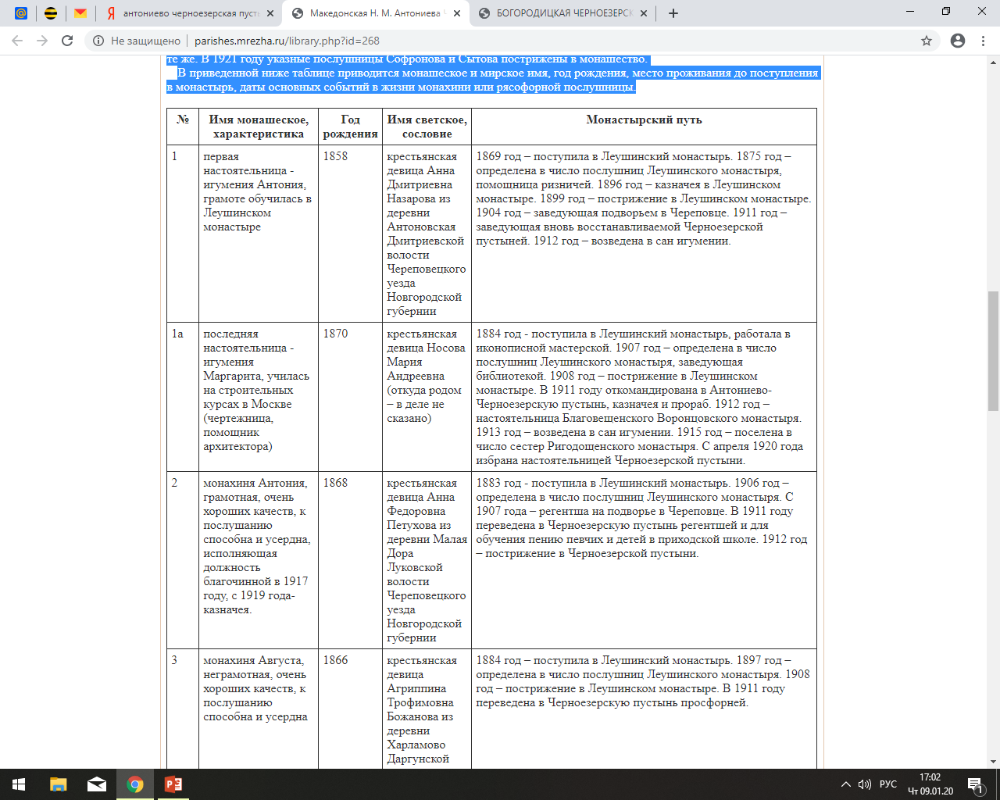 антониево черноезерская пуст
Македонская Н. М. Антониева Ч
БОГОРОДИЦКАЯ ЧЕРНОЕЗЕРСК
Не защищено
parishes.mrezha.ru/library.php?id=268
те же. В 1921 году указные послушницы Софронова и Сытова пострижены в монашество.
В приведенной ниже таблице приводится монашеское и мирское имя, год рождения, место проживания до поступления
в монастырь, даты основных событий в жизни монахини или рясофорной послушницы.
№
Имя монашеское,
характеристика
Год
рождения
Имя светское,
сословие
Монастырский путь
1
первая
настоятельница -
игумения Антония,
грамоте обучилась в
Леушинском
монастыре
1858
крестьянская
девица Анна
Дмитриевна
Назарова из
деревни
Антоновская
Дмитриевской
волости
Череповецкого
уезда
Новгородской
губернии
1869 год – поступила в Леушинский монастырь. 1875 год –
определена в число послушниц Леушинского монастыря,
помощница ризничей. 1896 год – казначея в Леушинском
монастыре. 1899 год – пострижение в Леушинском монастыре.
1904 год – заведующая подворьем в Череповце. 1911 год –
заведующая вновь восстанавливаемой Черноезерской
пустыней. 1912 год – возведена в сан игумении.
1а
последняя
настоятельница -
игумения
Маргарита, училась
на строительных
курсах в Москве
(чертежница,
помощник
архитектора)
1870
крестьянская
девица Носова
Мария
Андреевна
(откуда родом
– в деле не
сказано)
1884 год - поступила в Леушинский монастырь, работала в
иконописной мастерской. 1907 год – определена в число
послушниц Леушинского монастыря, заведующая
библиотекой. 1908 год – пострижение в Леушинском
монастыре. В 1911 году откомандирована в Антониево-
Черноезерскую пустынь, казначея и прораб. 1912 год –
настоятельница Благовещенского Воронцовского монастыря.
1913 год – возведена в сан игумении. 1915 год – поселена в
число сестер Ригодощенского монастыря. С апреля 1920 года
избрана настоятельницей Черноезерской пустыни.
2
монахиня Антония,
грамотная, очень
хороших качеств, к
послушанию
способна и усердна,
исполняющая
должность
благочинной в 1917
году, с 1919 года-
казначея.
1868
крестьянская
девица Анна
Федоровна
Петухова из
деревни Малая
Дора
Луковской
волости
Череповецкого
уезда
Новгородской
губернии
1883 год - поступила в Леушинский монастырь. 1906 год –
определена в число послушниц Леушинского монастыря. С
1907 года – регентша на подворье в Череповце. В 1911 году
переведена в Черноезерскую пустынь регентшей и для
обучения пению певчих и детей в приходской школе. 1912 год
– пострижение в Черноезерской пустыни.
3
монахиня Августа,
неграмотная, очень
хороших качеств, к
послушанию
способна и усердна
1866
крестьянская
девица
Агриппина
Трофимовна
Божанова из
деревни
Харламово
Даргунской
1884 год – поступила в Леушинский монастырь. 1897 год –
определена в число послушниц Леушинского монастыря. 1908
год – пострижение в Леушинском монастыре. В 1911 году
переведена в Черноезерскую пустынь просфорней.
РУС
17:02
Чт 09.01.20
1